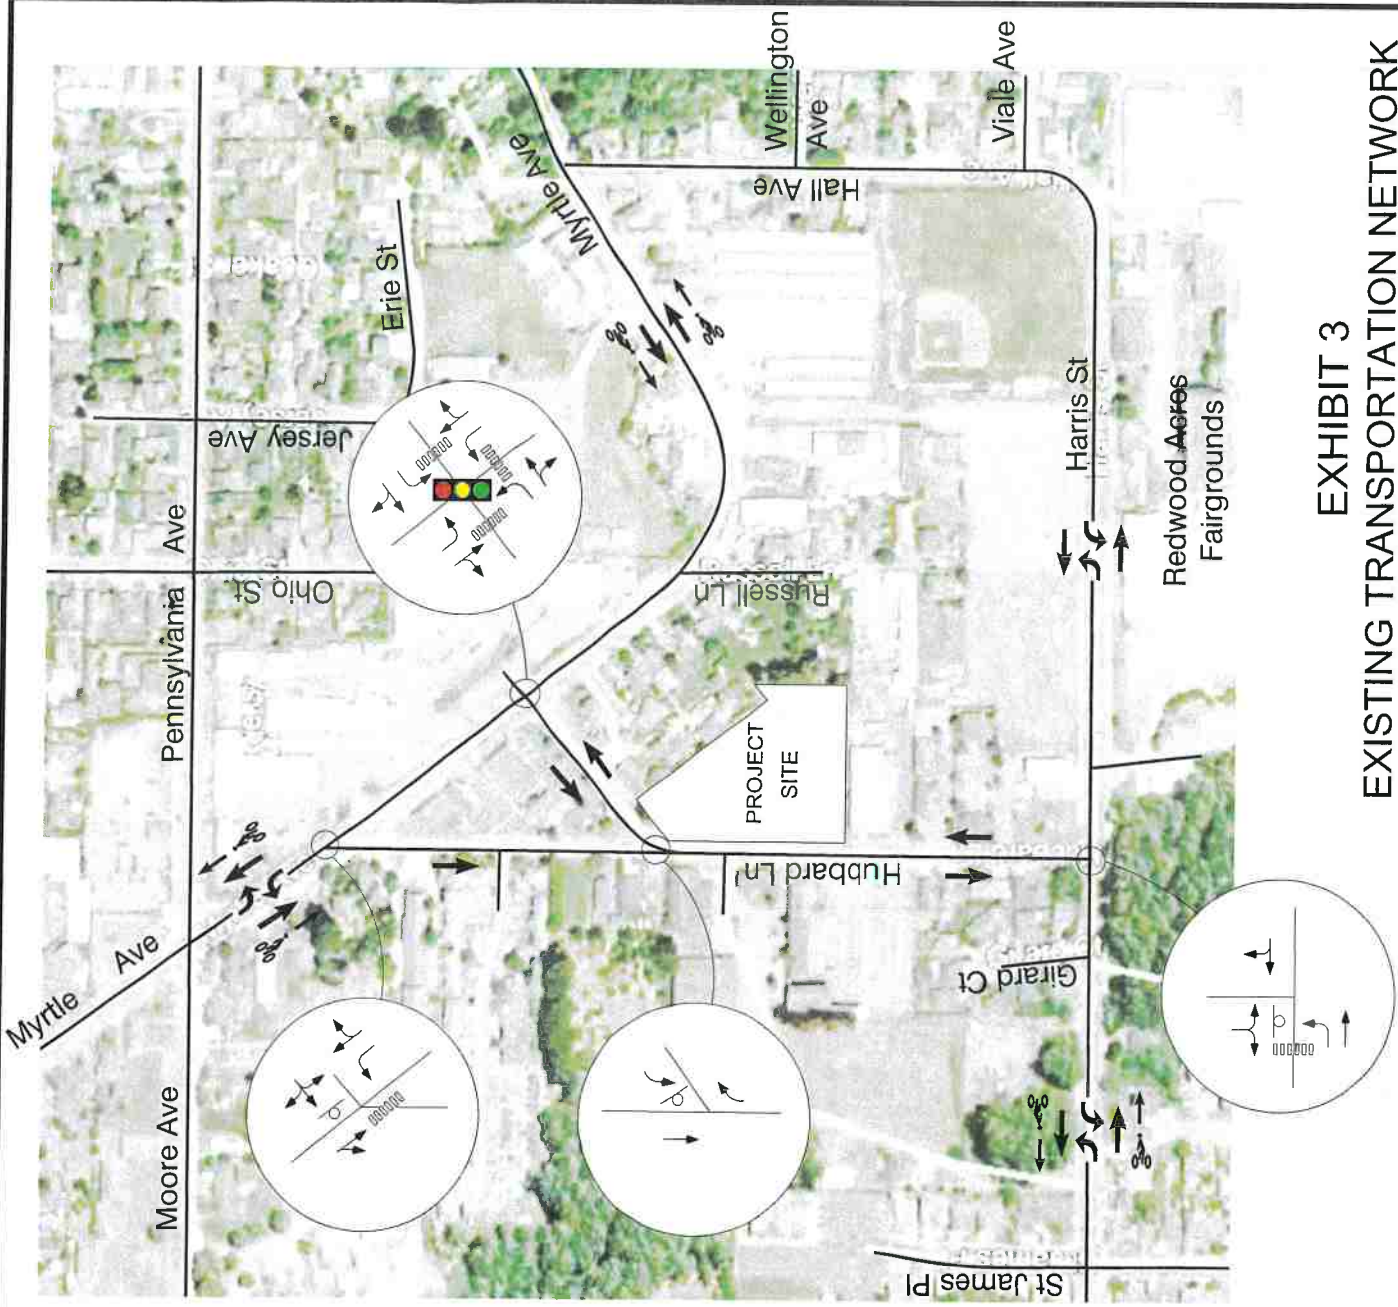 Wellington
Ave
Viale Ave
Myrtle Ave
Hall Ave
Erie St
Jersey Ave
Pennsylvania Ave
Ohio St
Russell Ln
Harris St
Redwood Acres
Fairgrounds
PROJECT
SITE
Hubbard Ln
Myrtle Ave
Moore Ave
Girard Ct
St James Pl
EXHIBIT 3
EXISTING TRANSPORTATION NETWORK